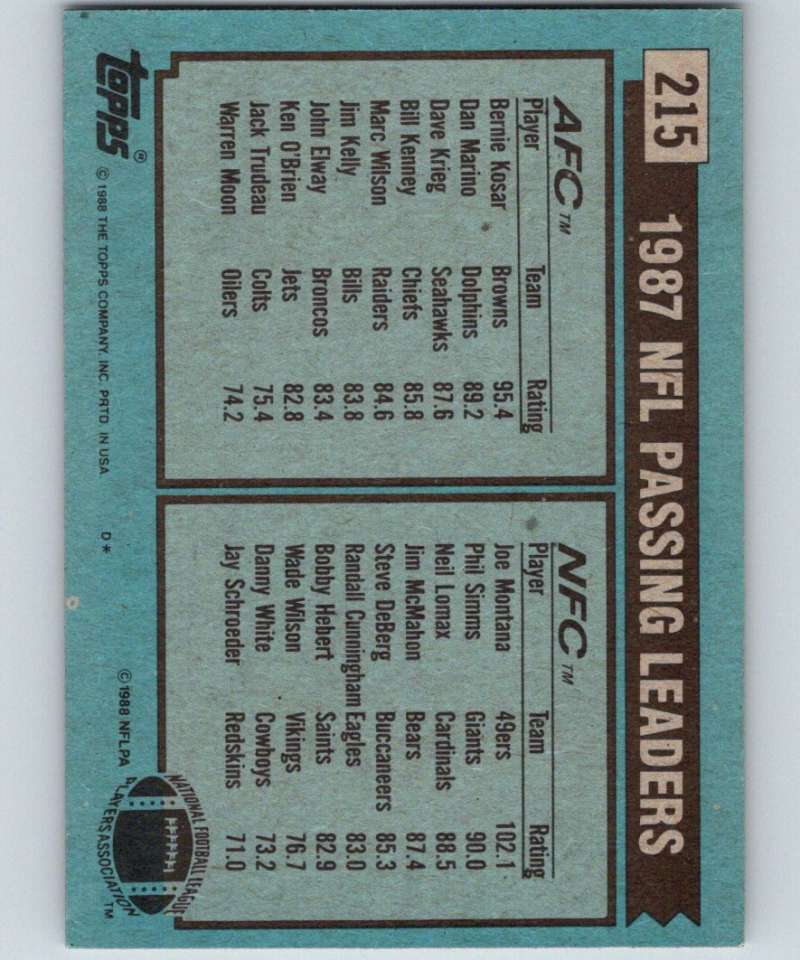 215 1987 NFL PASSING LEADERS
AFC™
Player Team Rating
Bernie Kosar Browns 95.4
Dan Marino Dolphins 89.2
Dave Krieg Seahawks 87.6
Bill Kenney Chiefs 85.8
Marc Wilson Raiders 84.6
Jim Kelly Bills 83.8
John Elway Broncos 83.4
Ken O'Brien Jets 82.8
Jack Trudeau Colts 75.4
Warren Moon Oilers 74.2
NFC™
Player Team Rating
Joe Montana 49ers 102.1
Phil Simms Giants 90.0
Neil Lomax Cardinals 88.5
Jim McMahon Bears 87.4
Steve DeBerg Buccaneers 85.3
Randall Cunningham Eagles 83.0
Bobby Hebert Saints 82.9
Wade Wilson Vikings 76.7
Danny White Cowboys 73.2
Jay Schroeder Redskins 71.0
topps®
© 1988 THE TOPPS COMPANY, INC. PRTD. IN USA D*
© 1988 NFLPA
NATIONAL FOOTBALL LEAGUE
PLAYERS ASSOCIATION ™